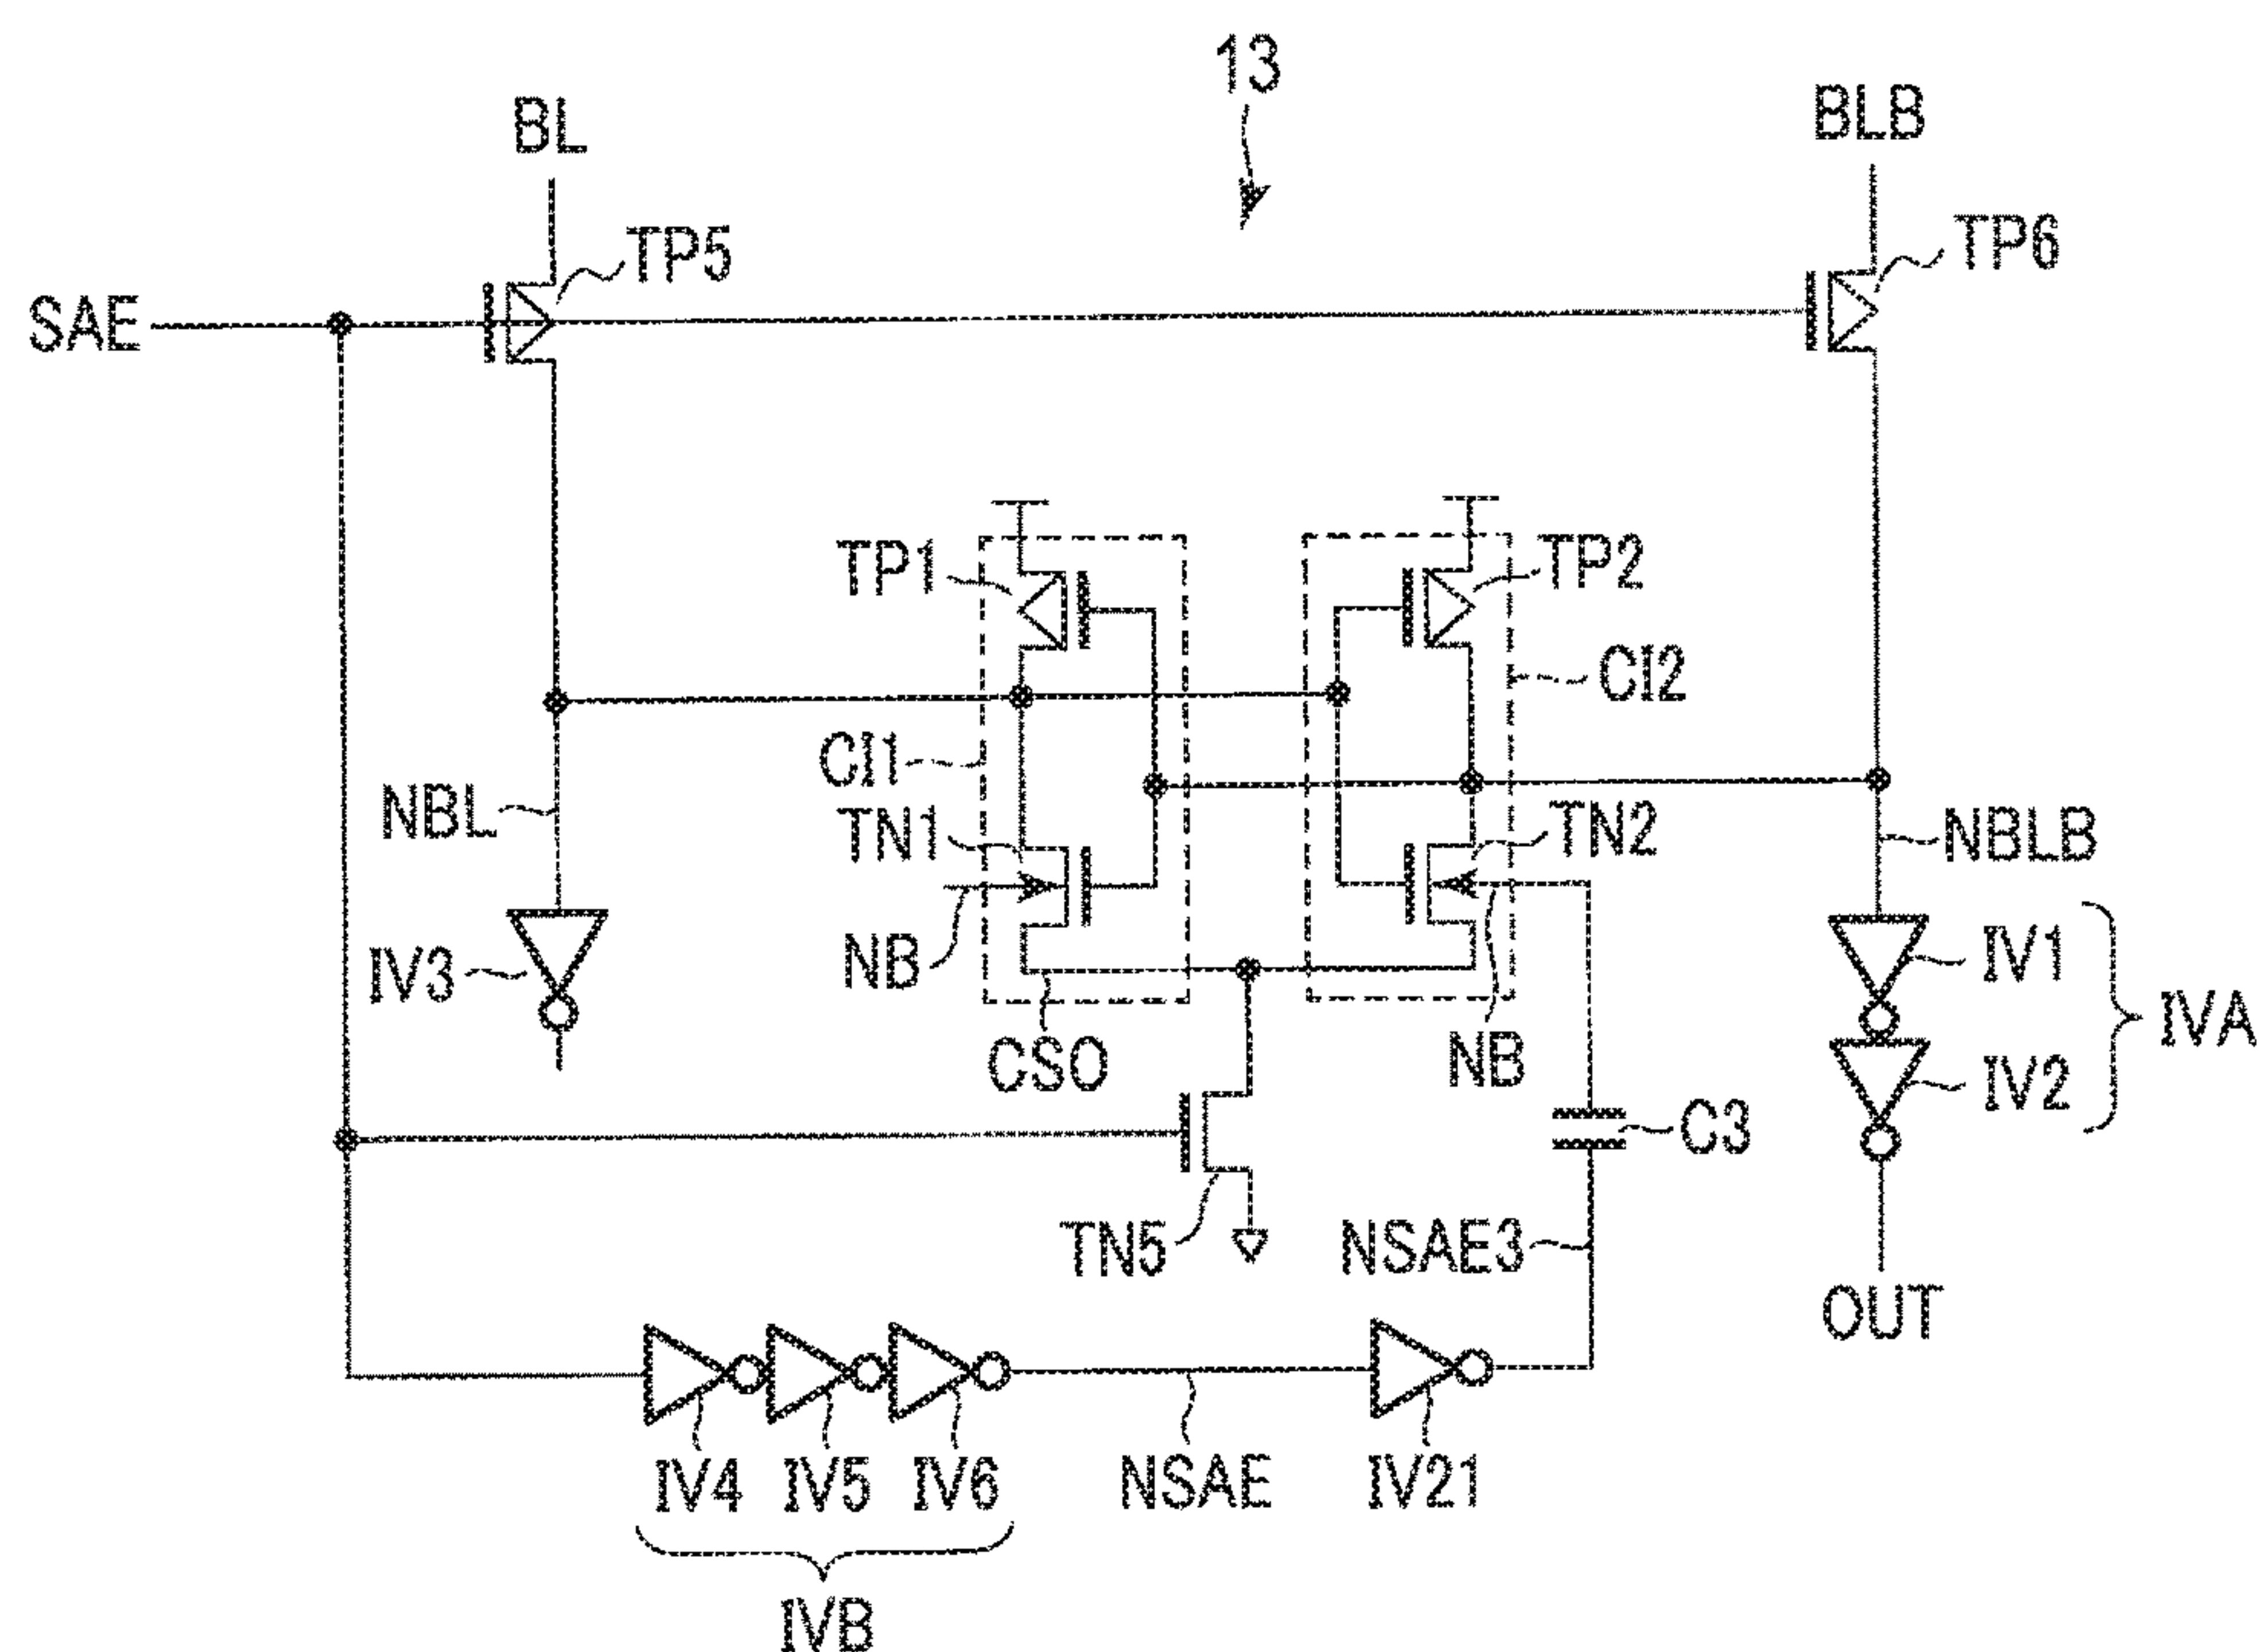 13
BL
BLB
TP5
TP6
SAE
TP1
TP2
CI2
CI1
NBL
TN1
TN2
NBLB
NB
IV3
IV1
IVA
CSO
NB
IV2
C3
TN5
NSAE3
OUT
IV4
IV5
IV6
NSAE
IV21
IVB